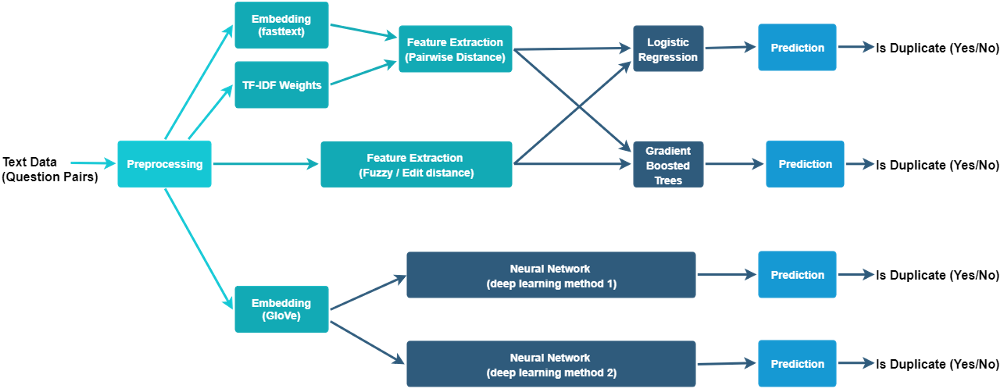 Text Data
(Question Pairs)
Preprocessing
Embedding
(fasttext)
TF-IDF Weights
Feature Extraction
(Pairwise Distance)
Feature Extraction
(Fuzzy / Edit distance)
Logistic
Regression
Prediction
Is Duplicate (Yes/No)
Gradient
Boosted
Trees
Prediction
Is Duplicate (Yes/No)
Embedding
(GloVe)
Neural Network
(deep learning method 1)
Prediction
Is Duplicate (Yes/No)
Neural Network
(deep learning method 2)
Prediction
Is Duplicate (Yes/No)